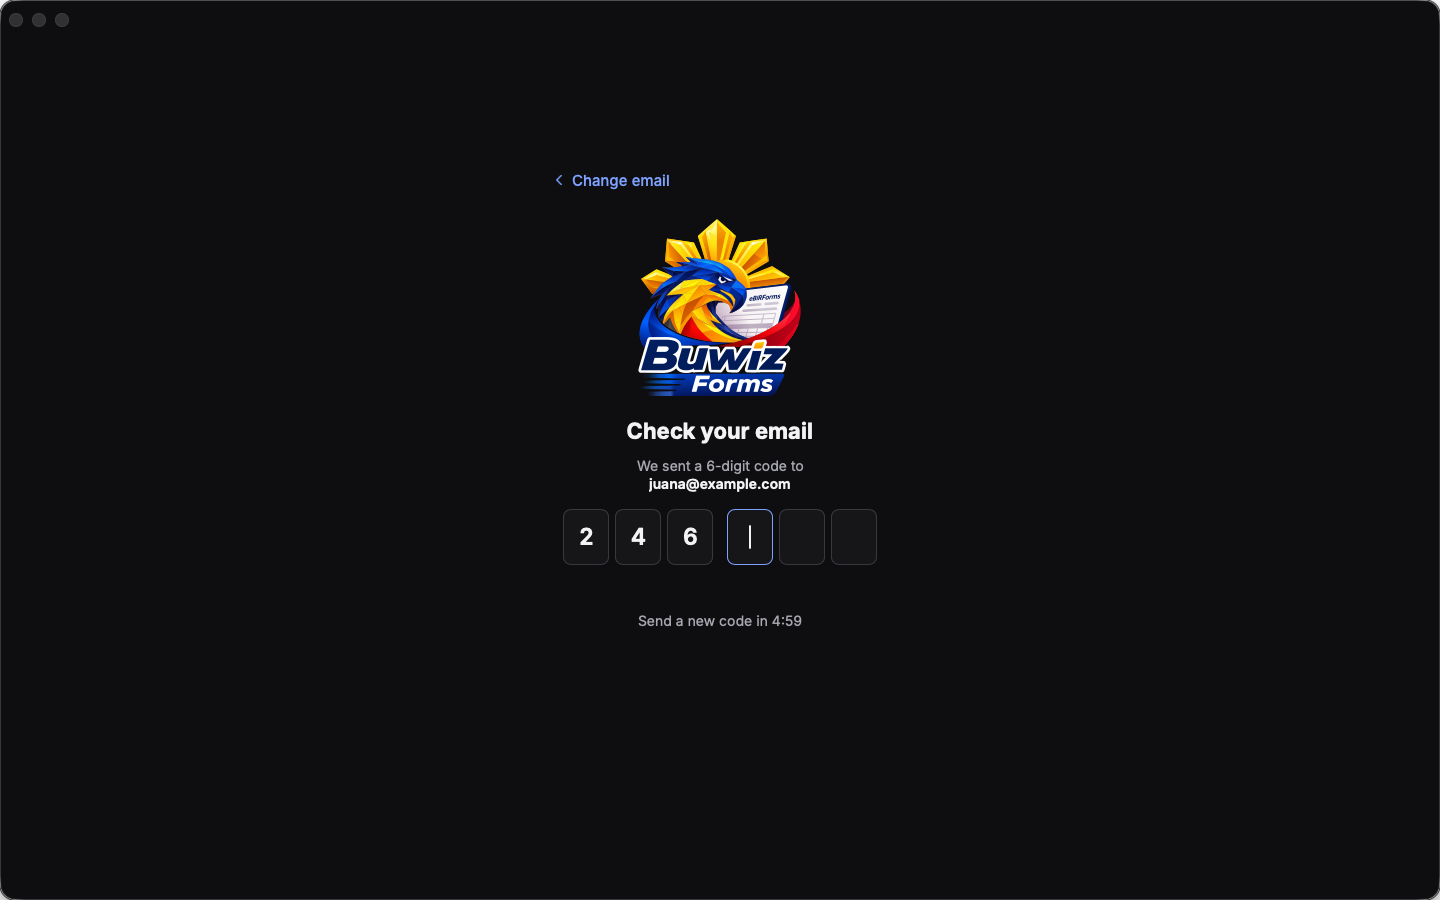 Change email
eBIRForms
Buwiz
Forms
Check your email
We sent a 6-digit code to
juana@example.com
2 4 6
Send a new code in 4:59